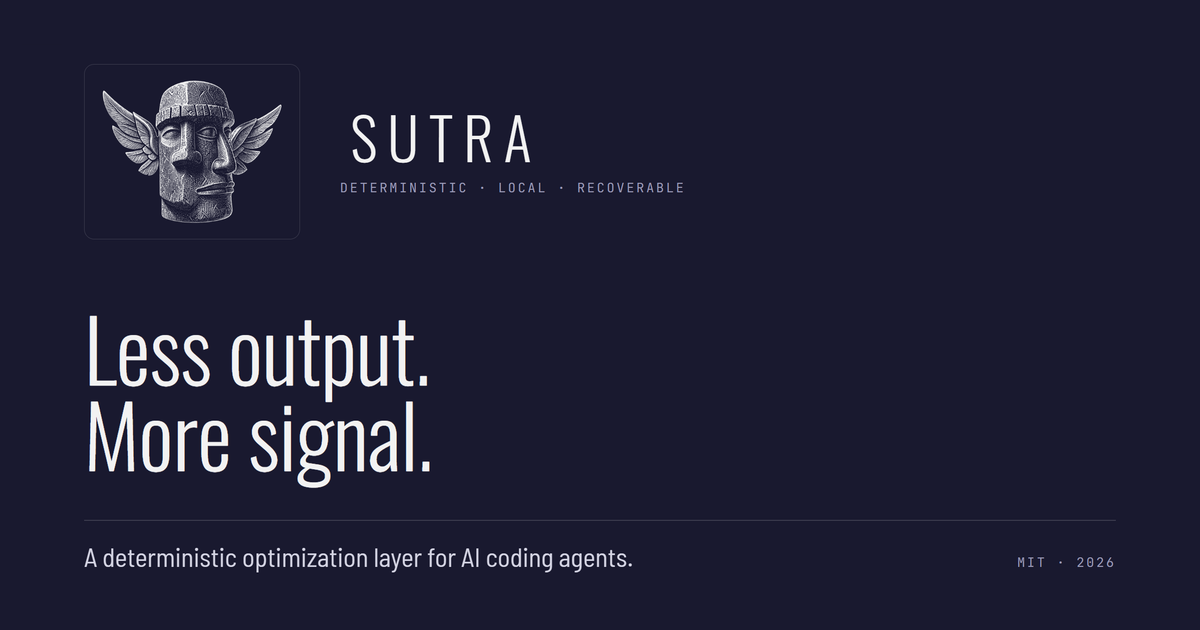 SUTRA
DETERMINISTIC · LOCAL · RECOVERABLE
Less output.
More signal.
A deterministic optimization layer for AI coding agents.
MIT · 2026